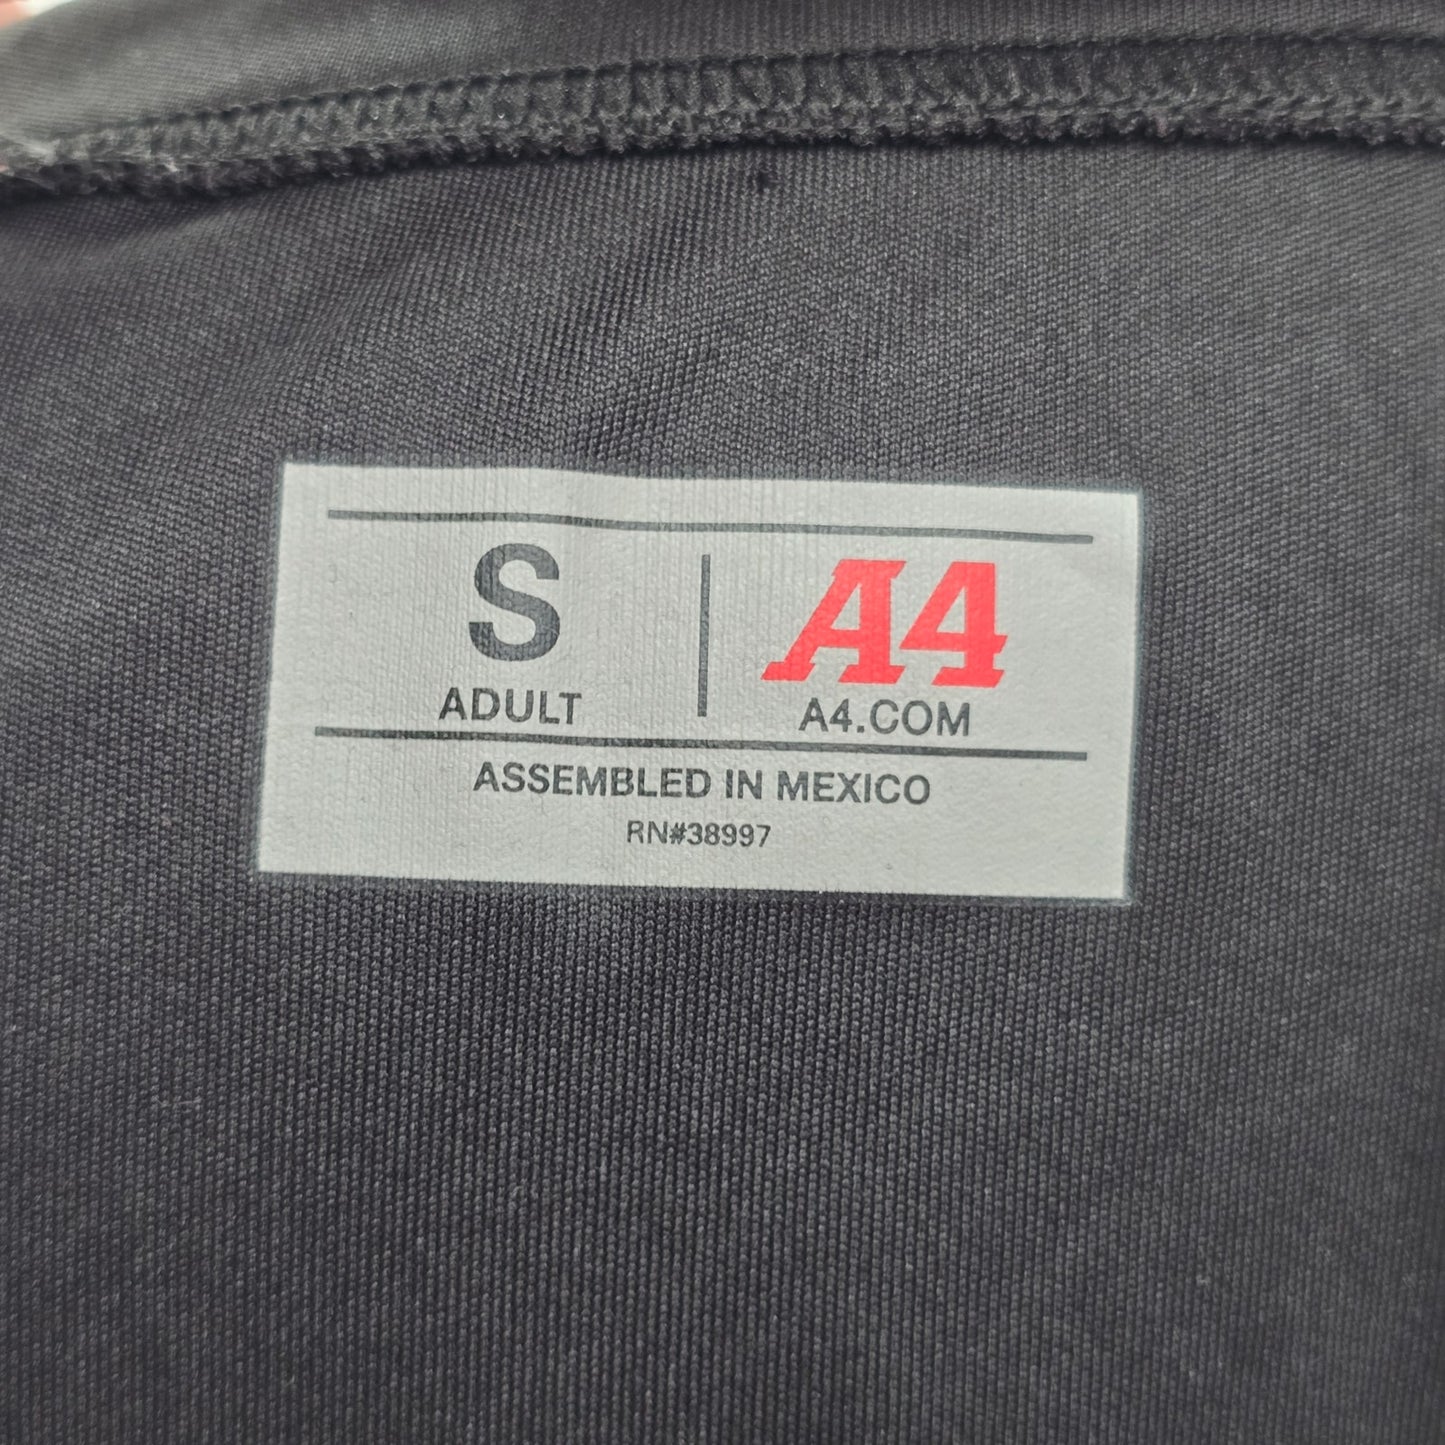 S
ADULT
A4
A4.COM
ASSEMBLED IN MEXICO
RN#38997